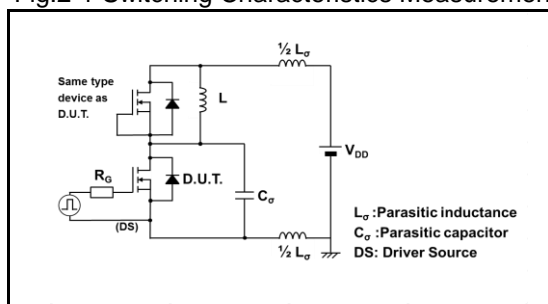 Fig.2-1 Switching Characteristics Measurement
½ Lσ
Same type
device as
D.U.T.
L
VDD
RG
D.U.T.
Cσ
(DS)
½ Lσ
Lσ :Parasitic inductance
Cσ :Parasitic capacitor
DS: Driver Source